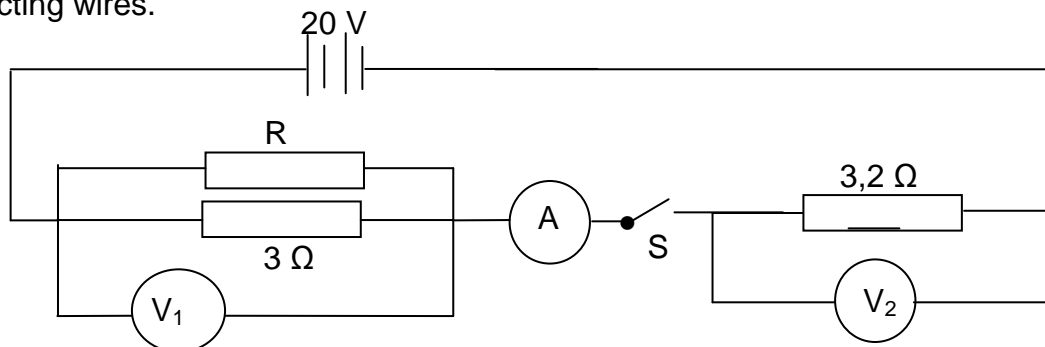 cting wires.
20 V
R
3,2 Ω
A
S
3 Ω
V₁
V₂